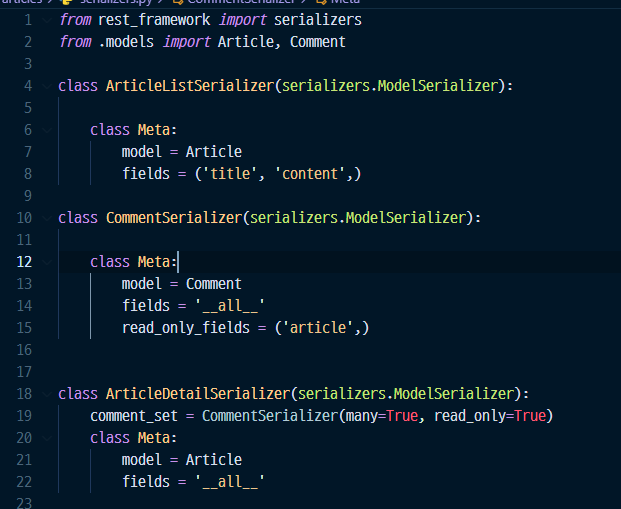 articles > serializers.py > CommentSerializer > Meta
1 from rest_framework import serializers
2 from .models import Article, Comment
3
4 class ArticleListSerializer(serializers.ModelSerializer):
5
6 class Meta:
7 model = Article
8 fields = ('title', 'content',)
9
10 class CommentSerializer(serializers.ModelSerializer):
11
12 class Meta:
13 model = Comment
14 fields = '__all__'
15 read_only_fields = ('article',)
16
17
18 class ArticleDetailSerializer(serializers.ModelSerializer):
19 comment_set = CommentSerializer(many=True, read_only=True)
20 class Meta:
21 model = Article
22 fields = '__all__'
23